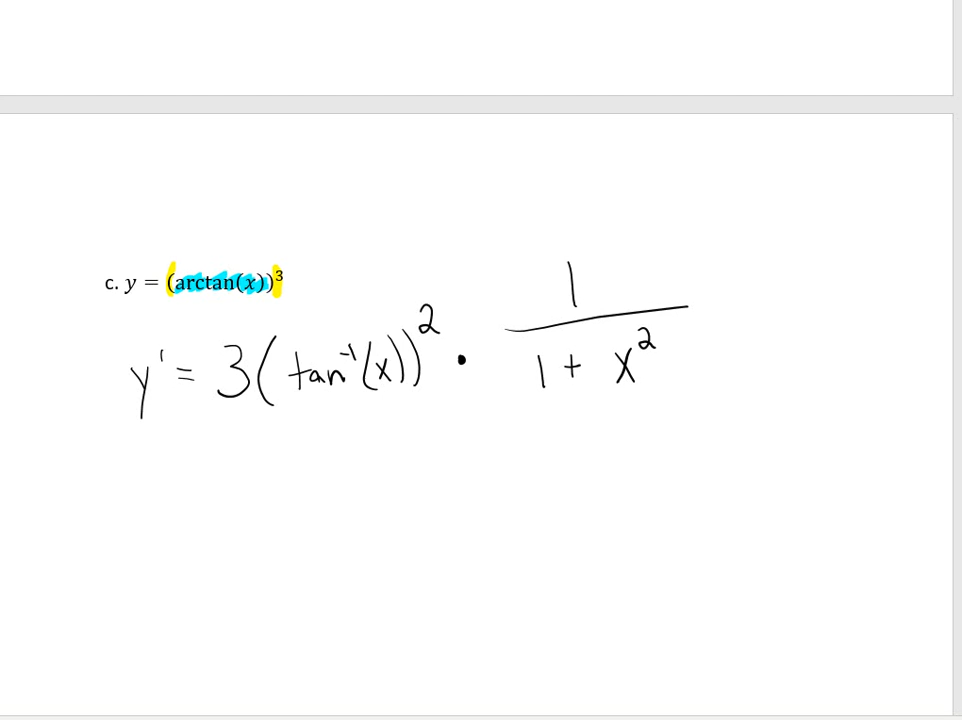 c. y = (arctan(x))³
y' = 3(tan⁻¹(x))² • 1/(1 + x²)